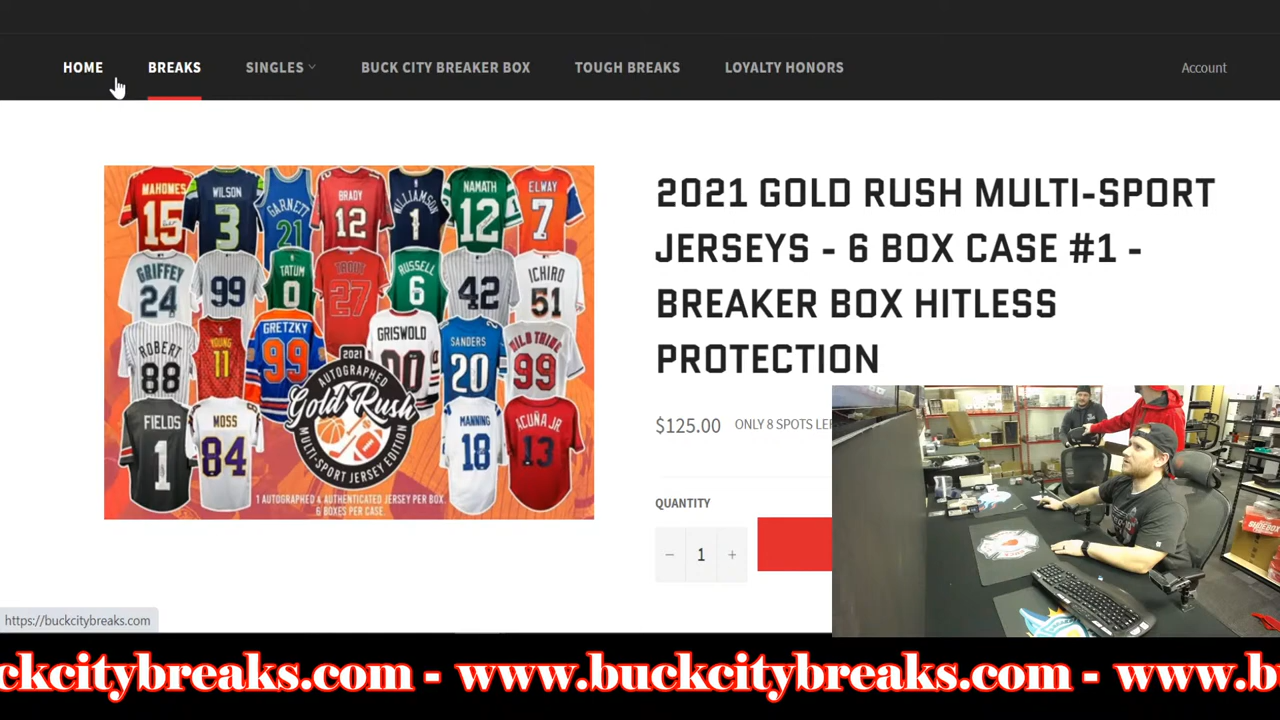 HOME BREAKS SINGLES BUCK CITY BREAKER BOX TOUGH BREAKS LOYALTY HONORS Account
2021 GOLD RUSH MULTI-SPORT
JERSEYS - 6 BOX CASE #1 -
BREAKER BOX HITLESS
PROTECTION
$125.00 ONLY 8 SPOTS LE
QUANTITY
− 1 +
MAHOMES 15 WILSON 3 GARNETT 21 BRADY 12 WILLIAMSON 1 NAMATH 12 ELWAY 7
GRIFFEY 24 99 TATUM 0 TROUT 27 RUSSELL 6 42 ICHIRO 51
ROBERT 88 YOUNG 11 GRETZKY 99 GRISWOLD 00 SANDERS 20 WILD THING 99
FIELDS 1 MOSS 84 MANNING 18 ACUÑA JR. 13
2021
AUTOGRAPHED
Gold Rush
MULTI-SPORT JERSEY EDITION
1 AUTOGRAPHED & AUTHENTICATED JERSEY PER BOX.
6 BOXES PER CASE.
https://buckcitybreaks.com
ckcitybreaks.com - www.buckcitybreaks.com - www.b